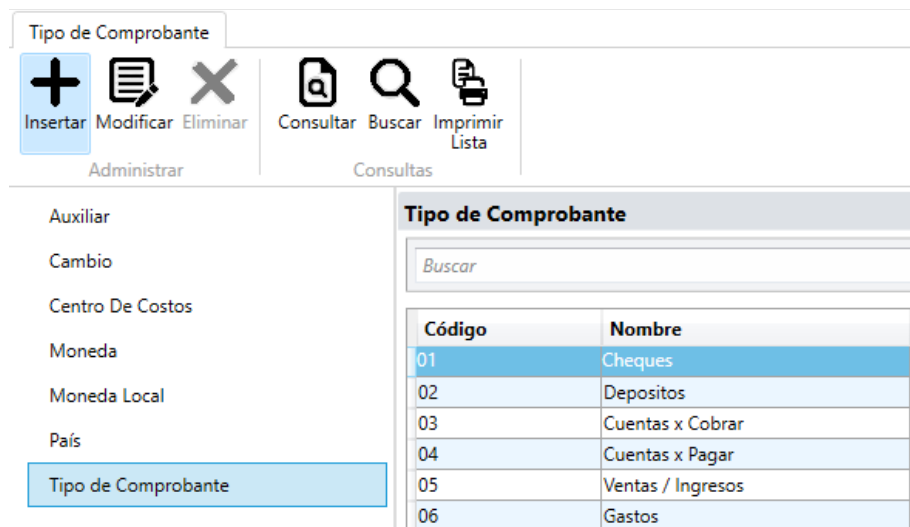 Tipo de Comprobante
Insertar Modificar Eliminar Consultar Buscar Imprimir
Lista
Administrar Consultas
Auxiliar
Cambio
Centro De Costos
Moneda
Moneda Local
País
Tipo de Comprobante
Tipo de Comprobante
Buscar
Código Nombre
01 Cheques
02 Depositos
03 Cuentas x Cobrar
04 Cuentas x Pagar
05 Ventas / Ingresos
06 Gastos